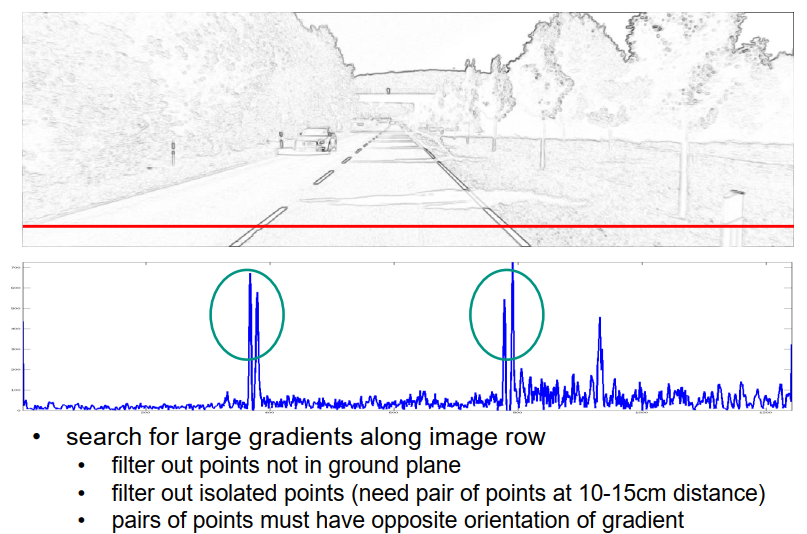 • search for large gradients along image row
• filter out points not in ground plane
• filter out isolated points (need pair of points at 10-15cm distance)
• pairs of points must have opposite orientation of gradient